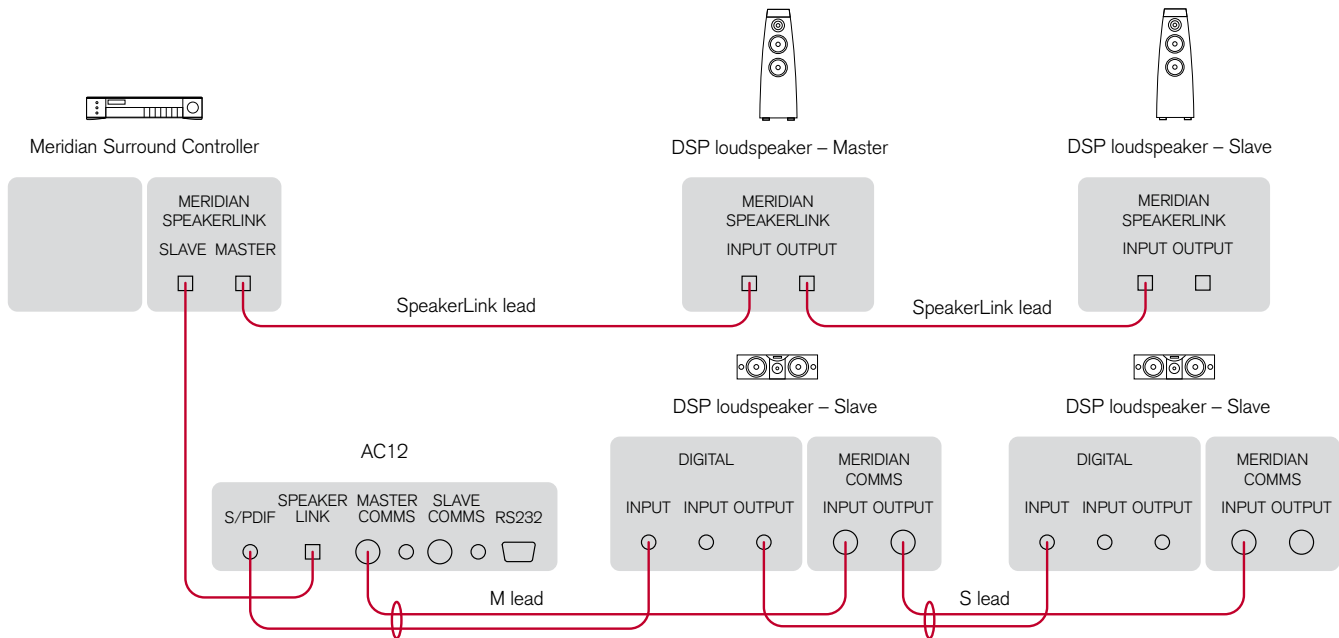 Meridian Surround Controller
DSP loudspeaker – Master
DSP loudspeaker – Slave
MERIDIAN
SPEAKERLINK
SLAVE MASTER
MERIDIAN
SPEAKERLINK
INPUT OUTPUT
MERIDIAN
SPEAKERLINK
INPUT OUTPUT
SpeakerLink lead
SpeakerLink lead
DSP loudspeaker – Slave
DSP loudspeaker – Slave
AC12
S/PDIF
SPEAKER
LINK
MASTER
COMMS
SLAVE
COMMS
RS232
DIGITAL
INPUT INPUT OUTPUT
MERIDIAN
COMMS
INPUT OUTPUT
DIGITAL
INPUT INPUT OUTPUT
MERIDIAN
COMMS
INPUT OUTPUT
M lead
S lead